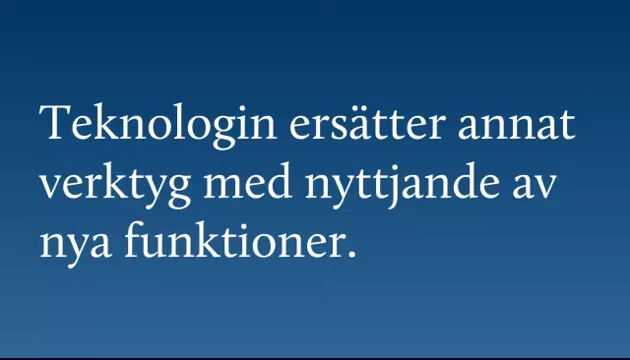 Teknologin ersätter annat
verktyg med nyttjande av
nya funktioner.